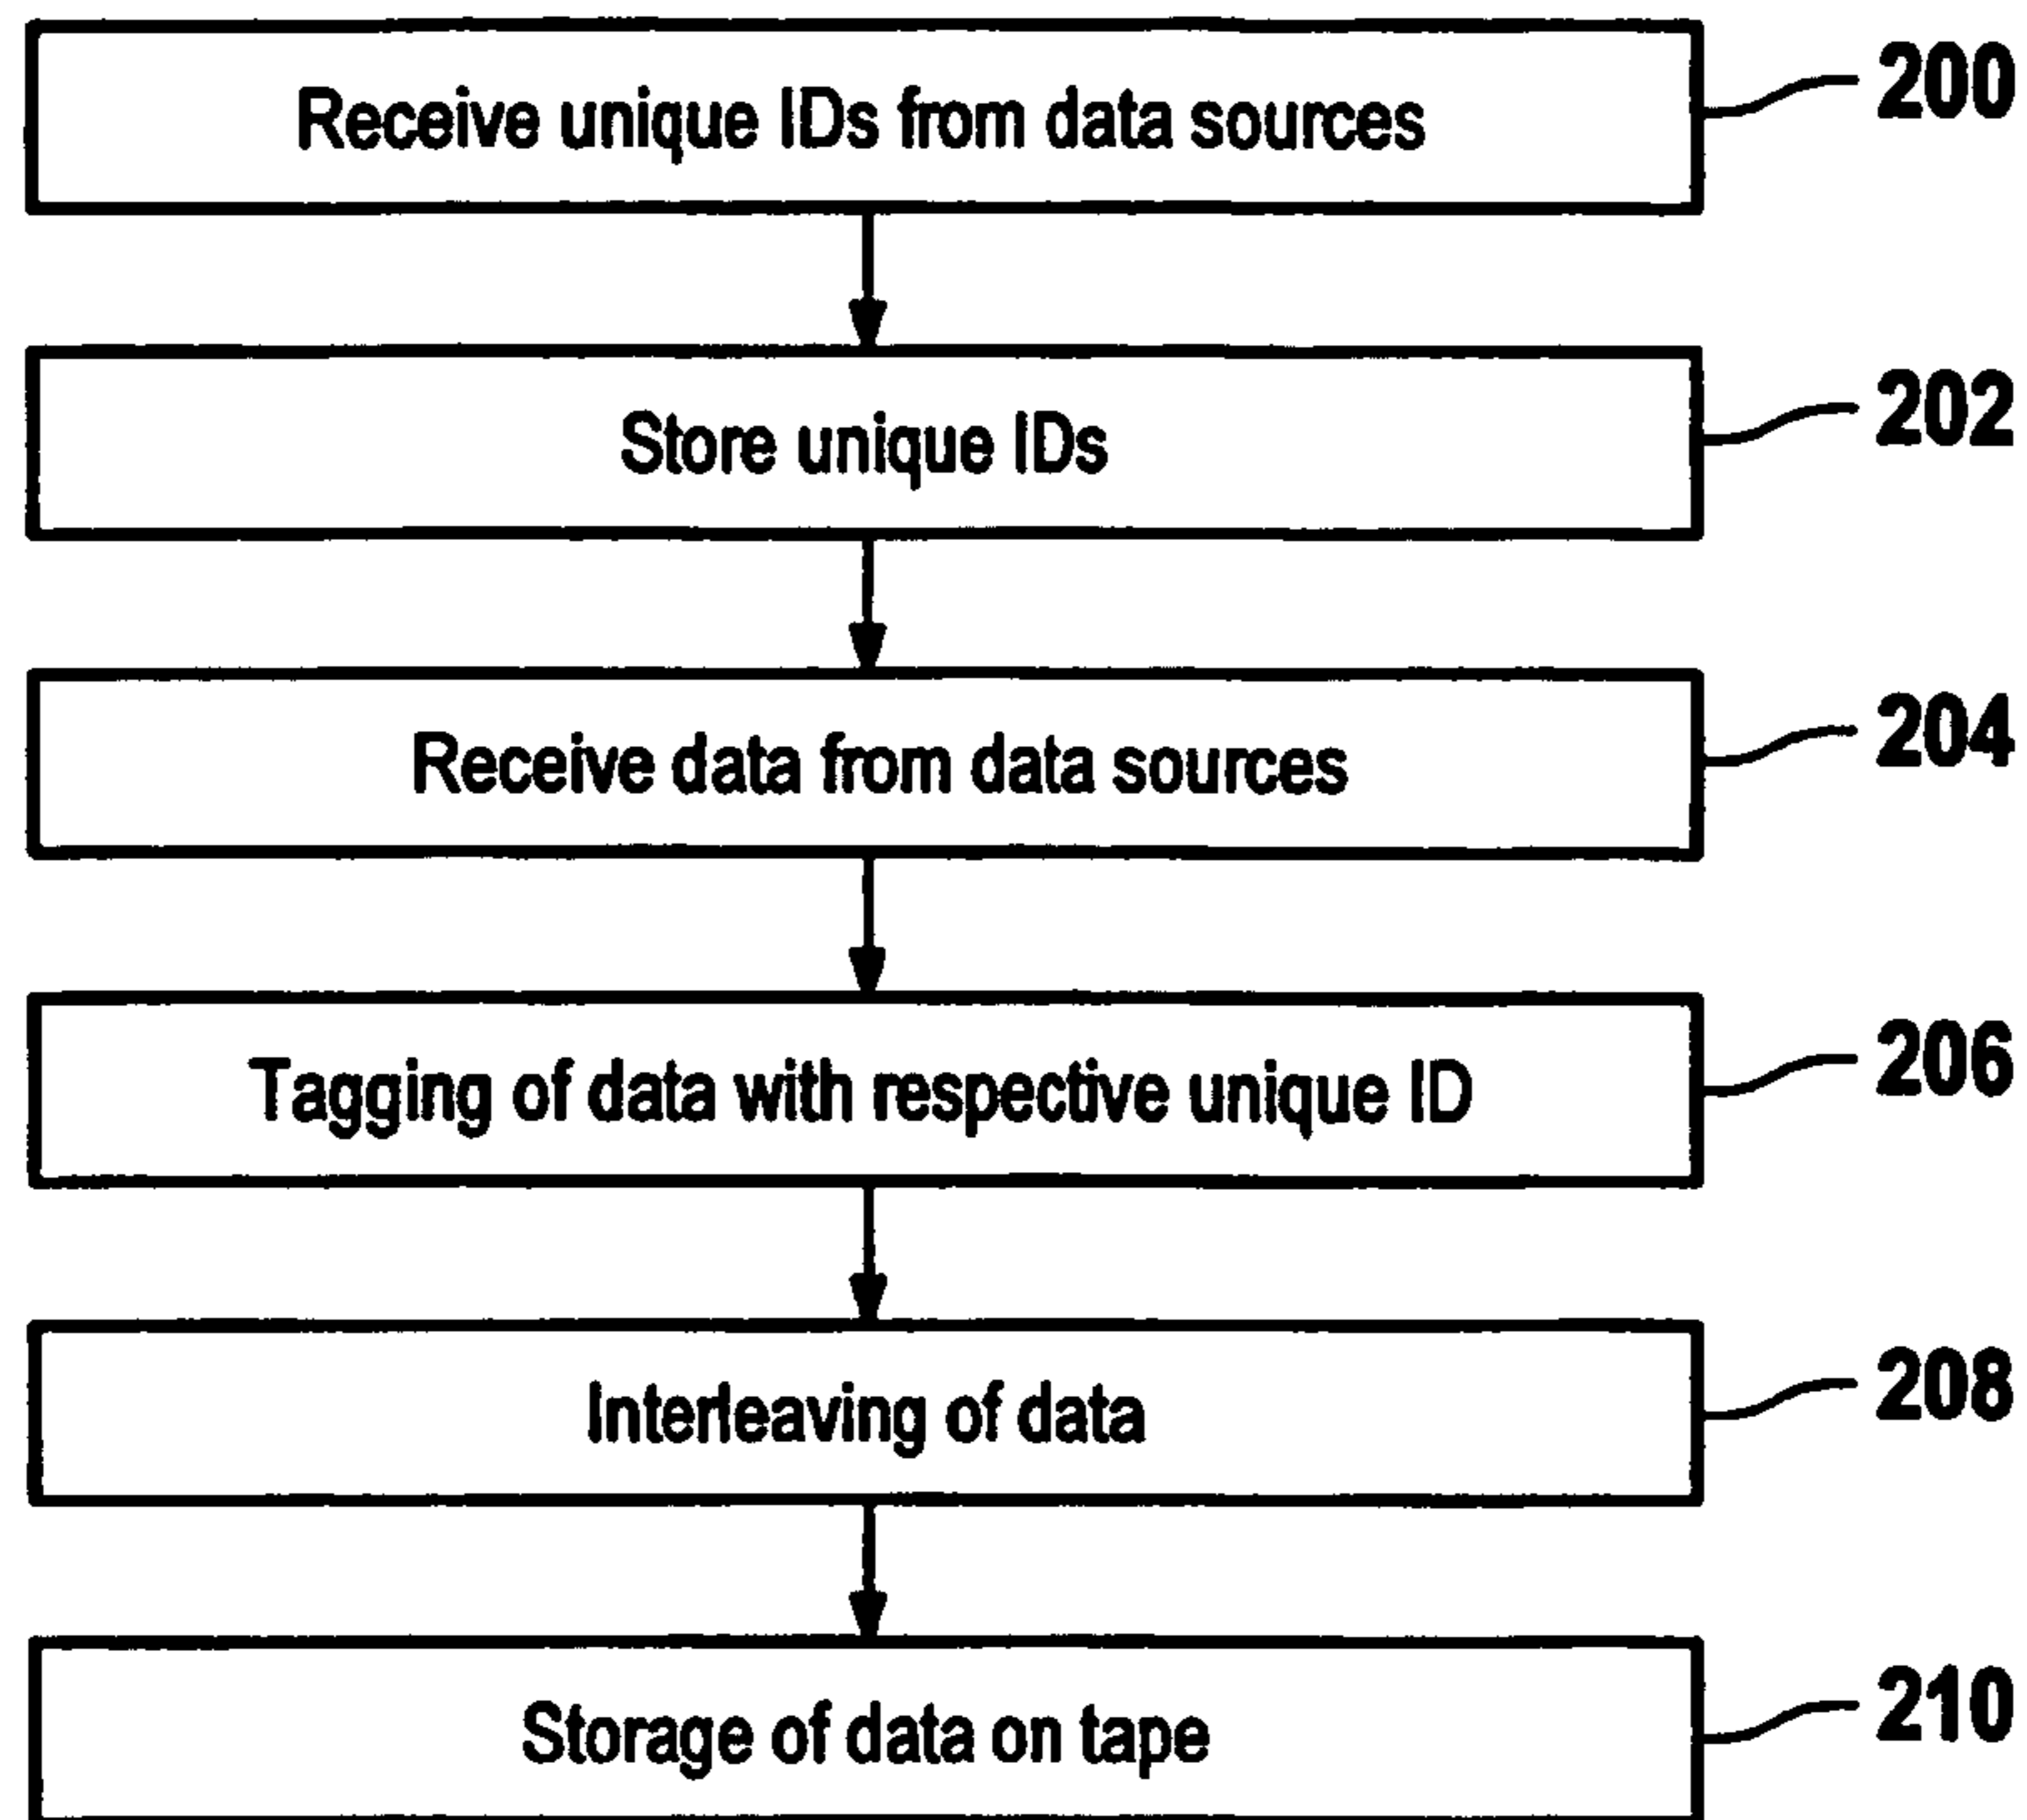 Receive unique IDs from data sources 200
Store unique IDs 202
Receive data from data sources 204
Tagging of data with respective unique ID 206
Interleaving of data 208
Storage of data on tape 210